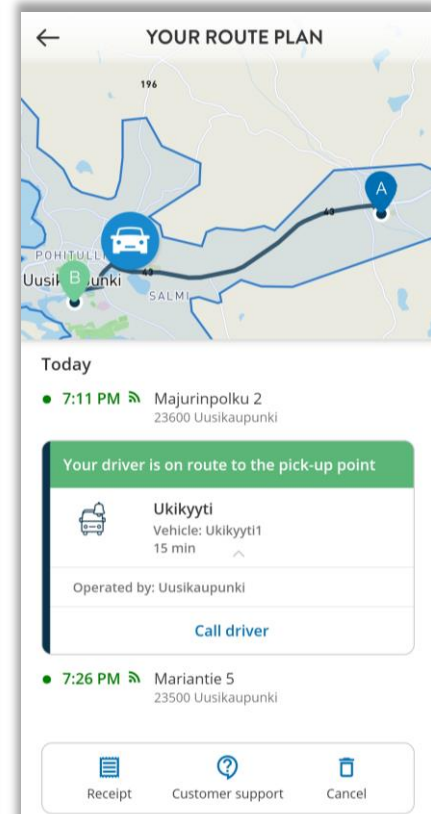 YOUR ROUTE PLAN
196
A
43
POHITULLI
B
43
SALMI
Today
7:11 PM Majurinpolku 2
23600 Uusikaupunki
Your driver is on route to the pick-up point
Ukikyyti
Vehicle: Ukikyyti1
15 min
Operated by: Uusikaupunki
Call driver
7:26 PM Mariantie 5
23500 Uusikaupunki
Receipt Customer support Cancel